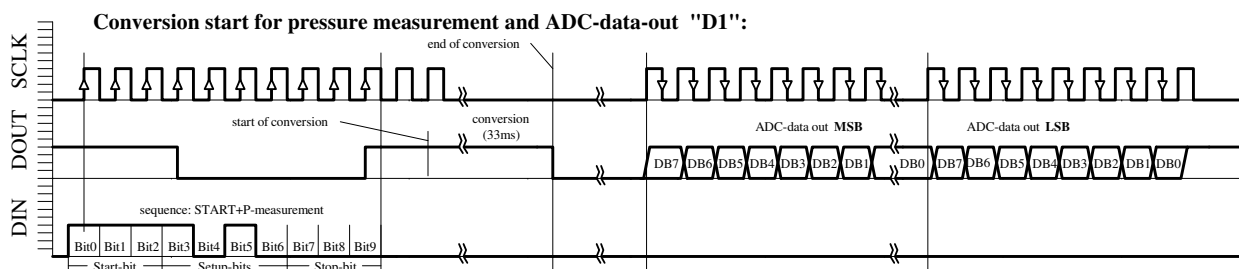 Conversion start for pressure measurement and ADC-data-out "D1":
end of conversion
SCLK
start of conversion
conversion
(33ms)
ADC-data out MSB
ADC-data out LSB
DOUT
DB7 DB6 DB5 DB4 DB3 DB2 DB1 DB0 DB7 DB6 DB5 DB4 DB3 DB2 DB1 DB0
sequence: START+P-measurement
DIN
Bit0 Bit1 Bit2 Bit3 Bit4 Bit5 Bit6 Bit7 Bit8 Bit9
Start-bit Setup-bits Stop-bit